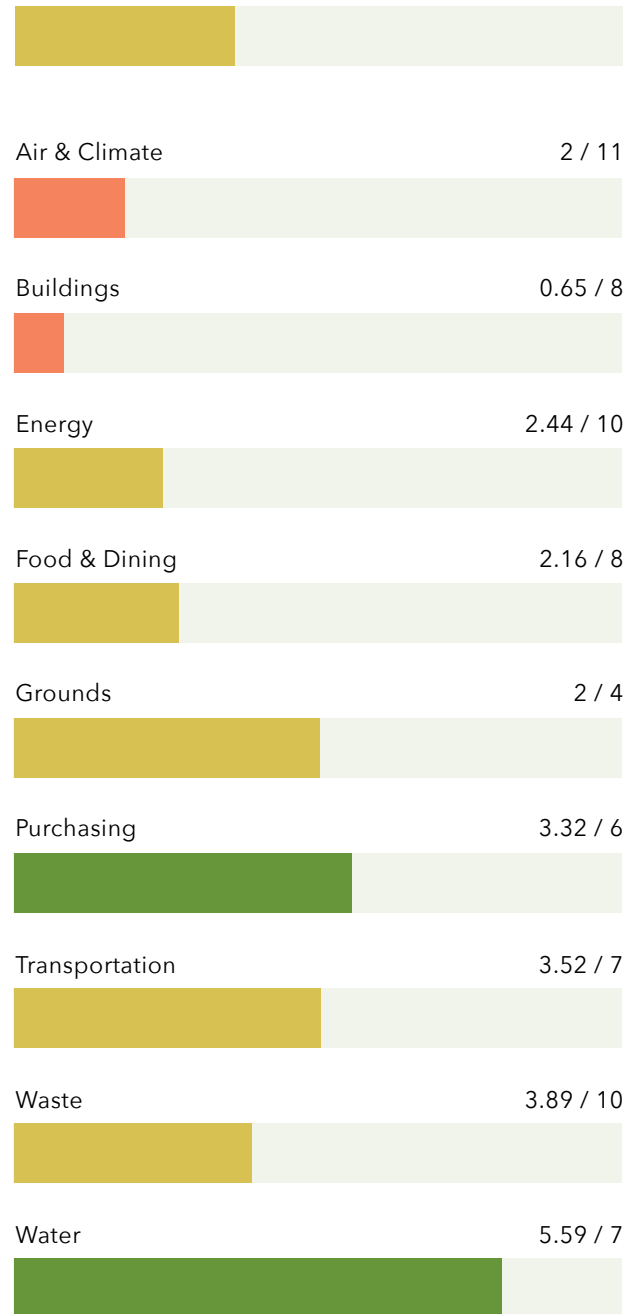 Air & Climate 2 / 11
Buildings 0.65 / 8
Energy 2.44 / 10
Food & Dining 2.16 / 8
Grounds 2 / 4
Purchasing 3.32 / 6
Transportation 3.52 / 7
Waste 3.89 / 10
Water 5.59 / 7